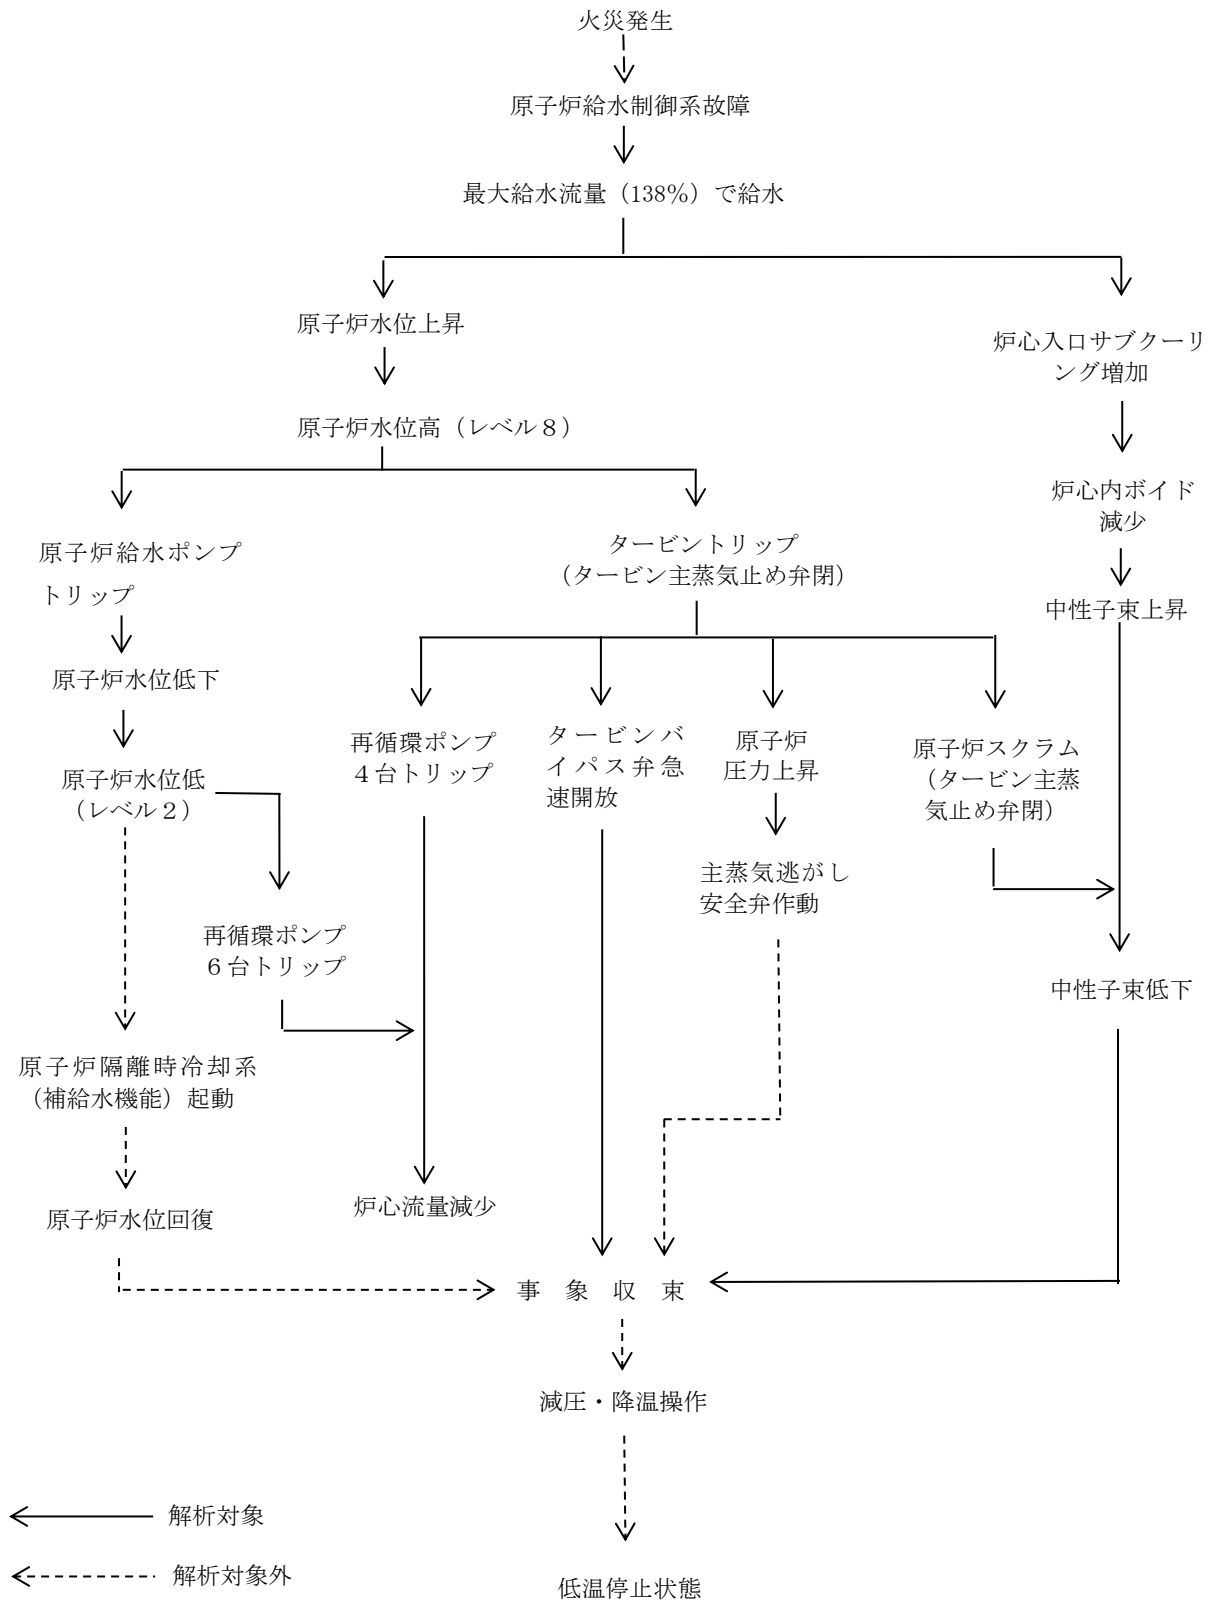 火災発生
原子炉給水制御系故障
最大給水流量（138%）で給水
原子炉水位上昇
原子炉水位高（レベル８）
炉心入口サブクーリ
ング増加
炉心内ボイド
減少
中性子束上昇
原子炉給水ポンプ
トリップ
原子炉水位低下
原子炉水位低
（レベル２）
タービントリップ
（タービン主蒸気止め弁閉）
再循環ポンプ
４台トリップ
タービンバ
イパス弁急
速開放
原子炉
圧力上昇
主蒸気逃がし
安全弁作動
原子炉スクラム
（タービン主蒸
気止め弁閉）
再循環ポンプ
６台トリップ
中性子束低下
原子炉隔離時冷却系
（補給水機能）起動
原子炉水位回復
炉心流量減少
事象収束
減圧・降温操作
低温停止状態
解析対象
解析対象外